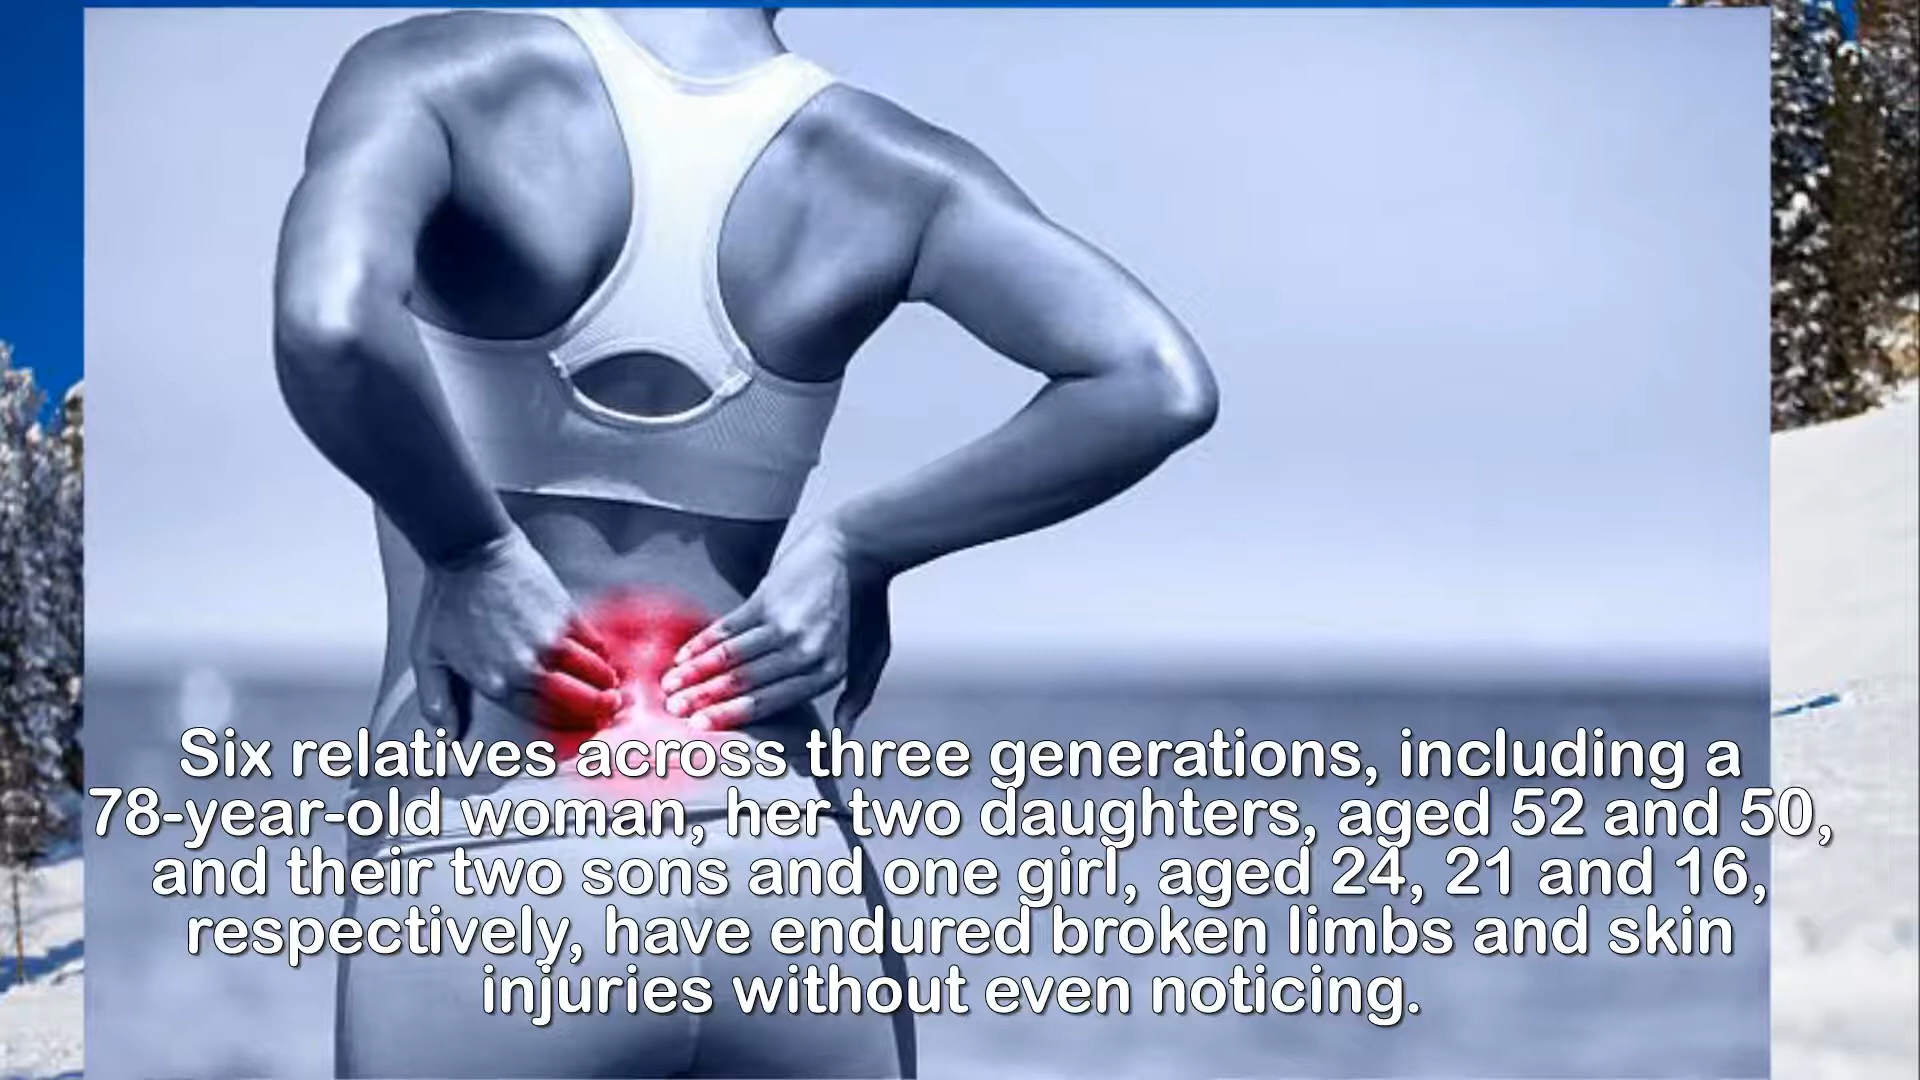 Six relatives across three generations, including a
78-year-old woman, her two daughters, aged 52 and 50,
and their two sons and one girl, aged 24, 21 and 16,
respectively, have endured broken limbs and skin
injuries without even noticing.